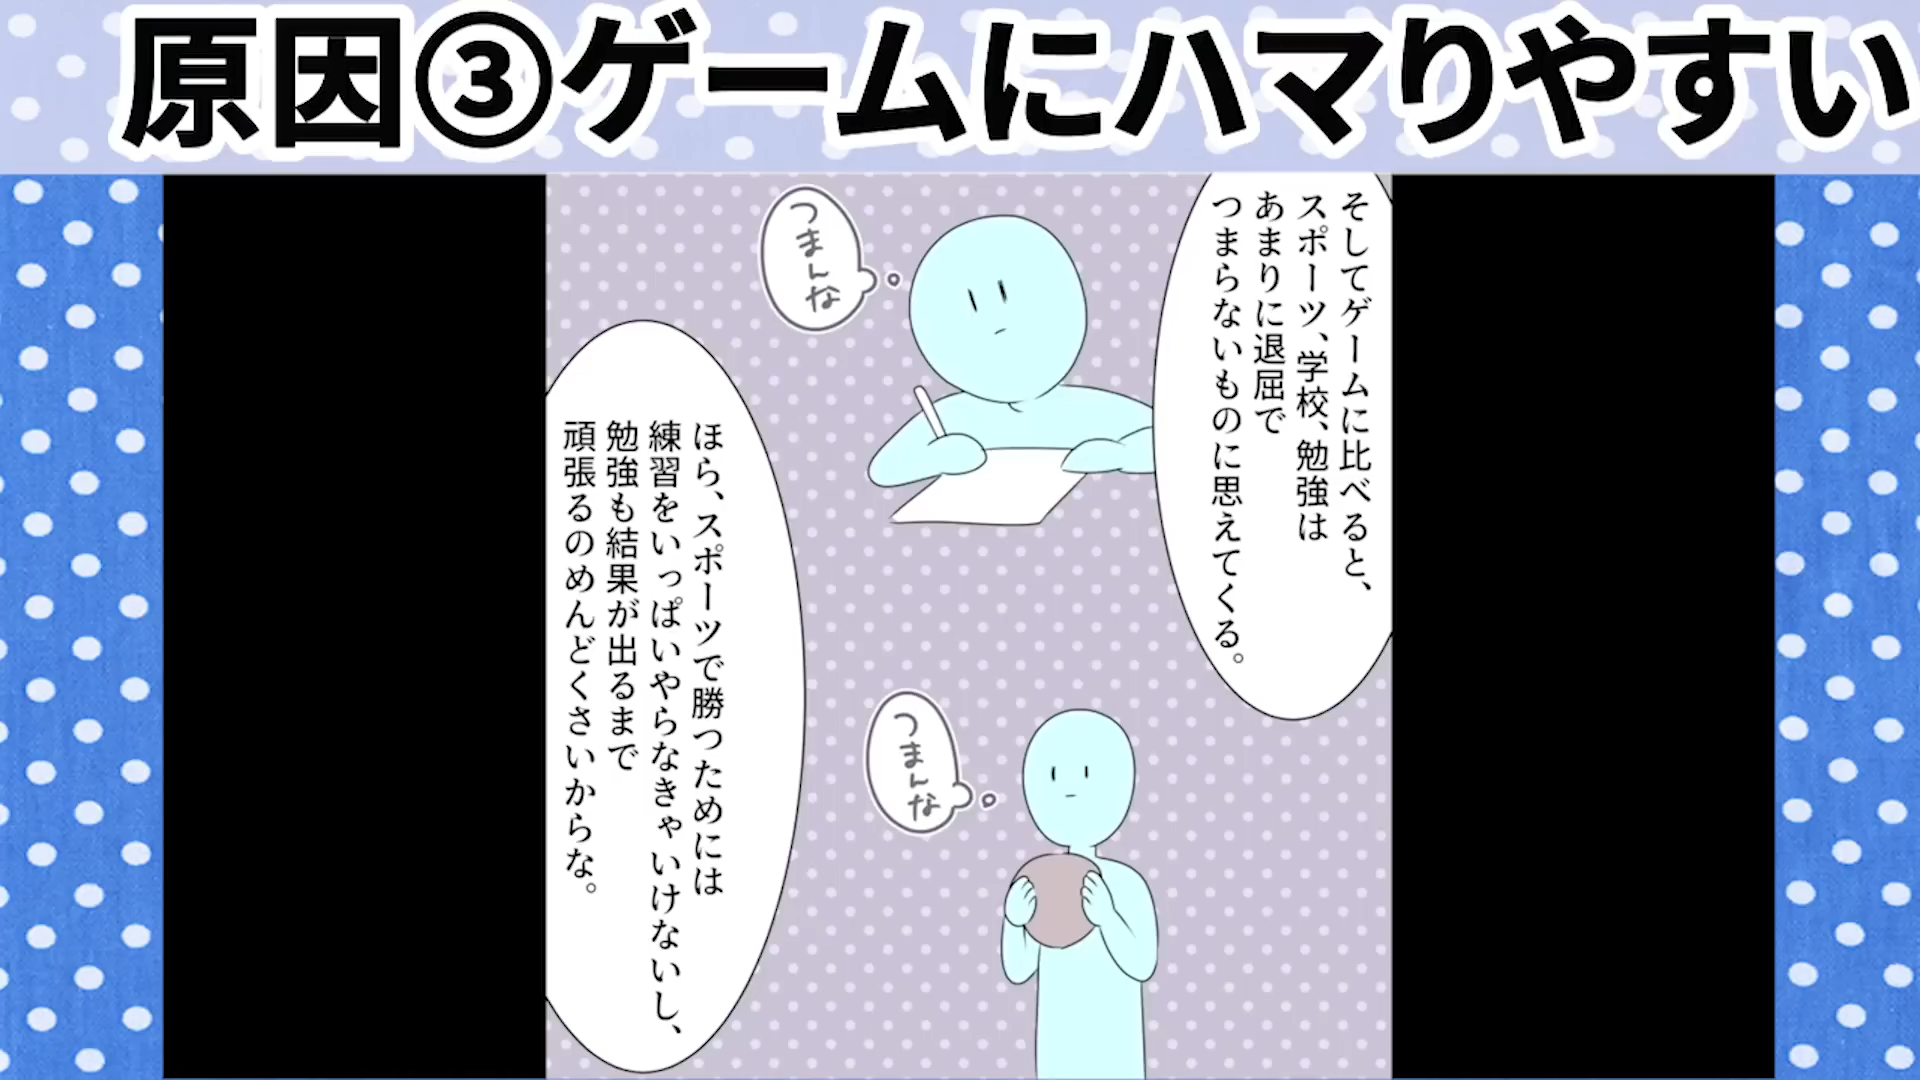 原因③ゲームにハマりやすい
そしてゲームに比べると、
スポーツ、学校、勉強は
あまりに退屈で
つまらないものに思えてくる。
つまんな
ほら、スポーツで勝つためには
練習をいっぱいやらなきゃいけないし、
勉強も結果が出るまで
頑張るのめんどくさいからな。
つまんな